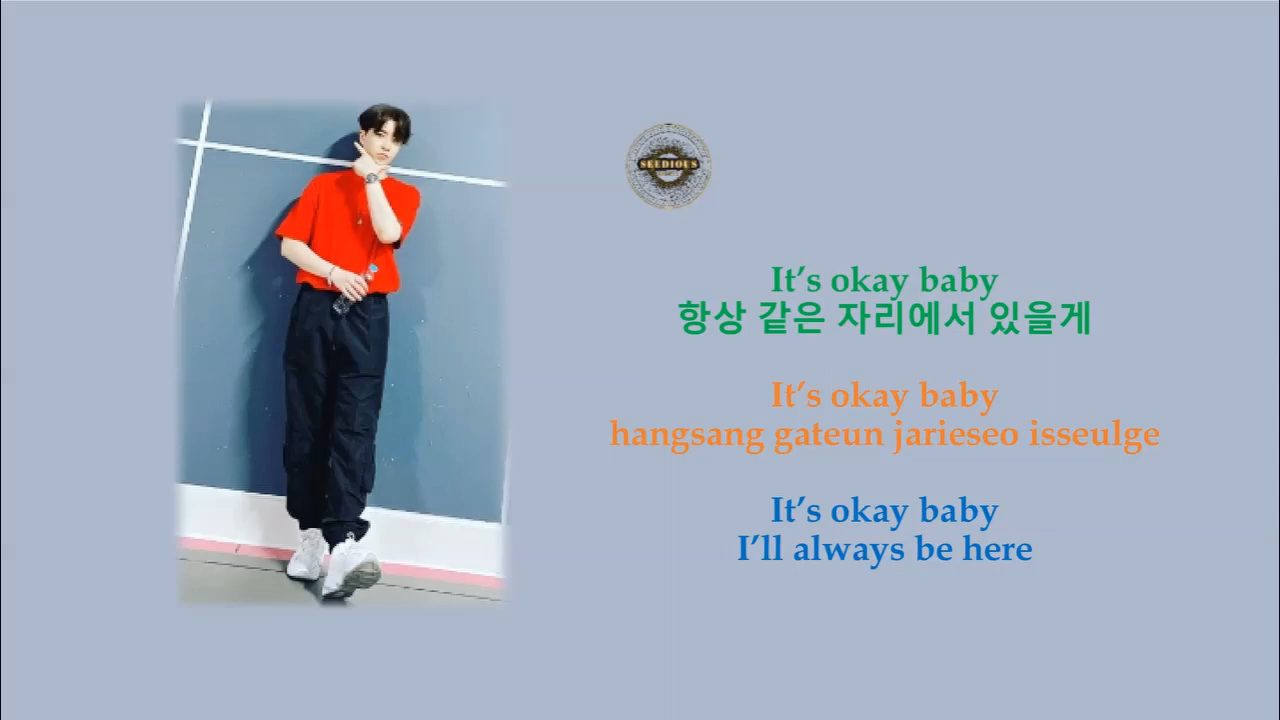 SEEDIOUS
It’s okay baby
항상 같은 자리에서 있을게
It’s okay baby
hangsang gateun jarieseo isseulge
It’s okay baby
I’ll always be here